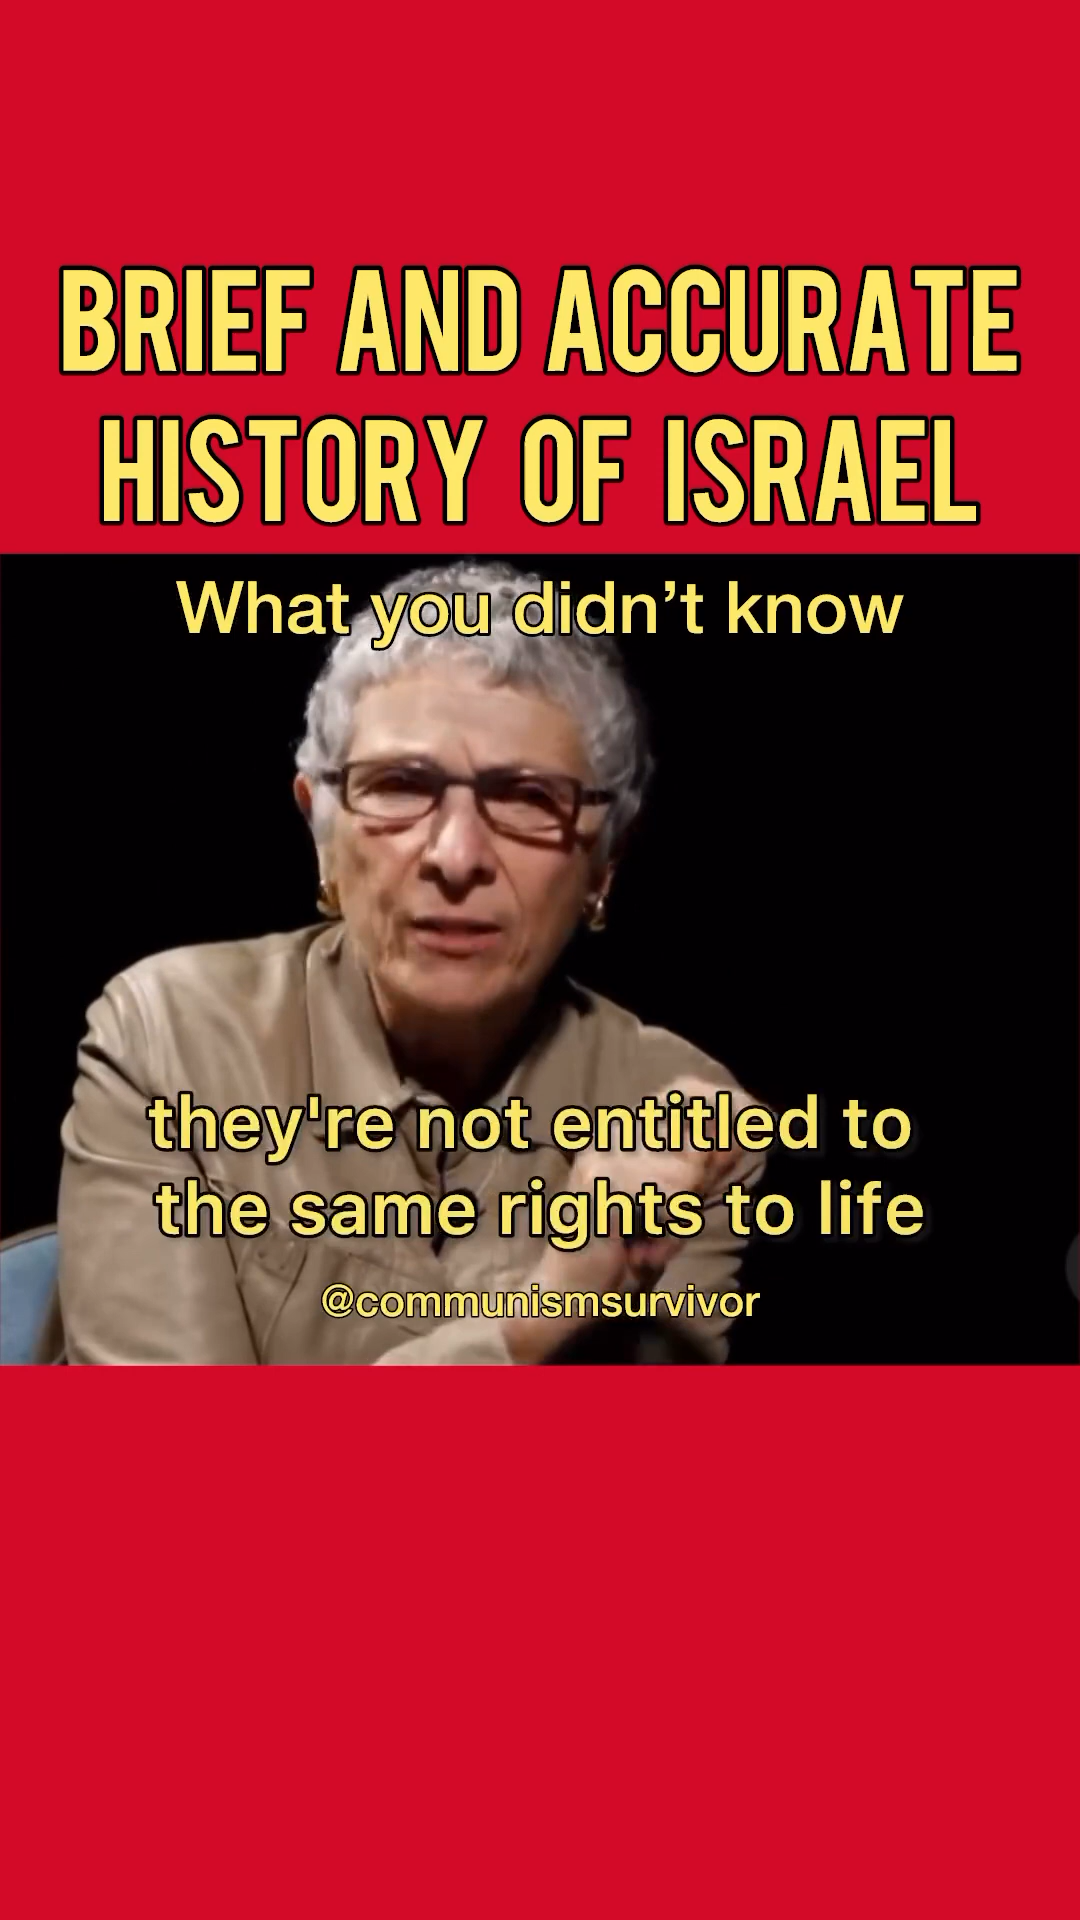 BRIEF AND ACCURATE
HISTORY OF ISRAEL
What you didn’t know
they're not entitled to
the same rights to life
@communismsurvivor